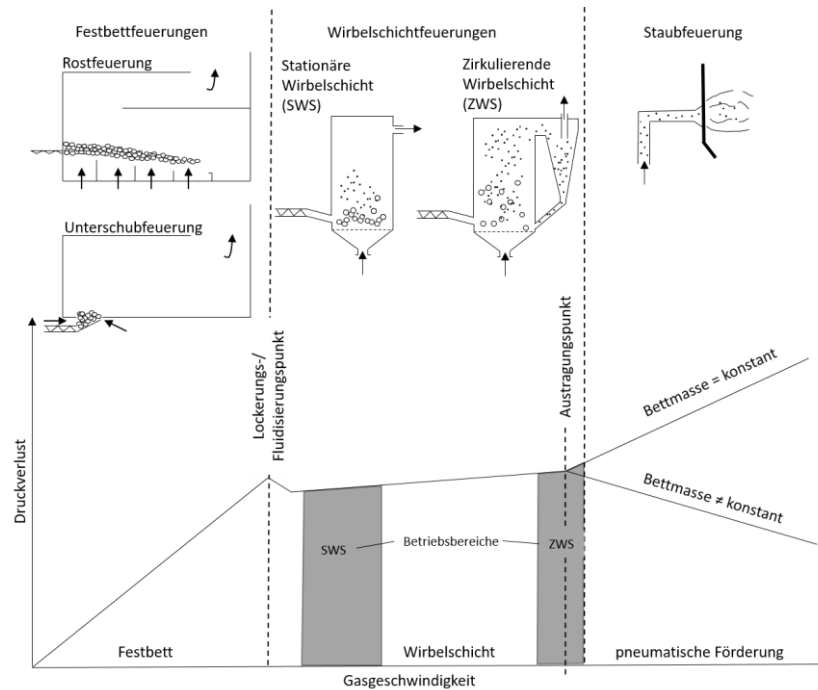 Festbettfeuerungen
Wirbelschichtfeuerungen
Staubfeuerung
Rostfeuerung
Stationäre
Wirbelschicht
(SWS)
Zirkulierende
Wirbelschicht
(ZWS)
Unterschubfeuerung
Lockerungs-/
Fluidisierungspunkt
Austragungspunkt
Bettmasse = konstant
Bettmasse ≠ konstant
Druckverlust
SWS
Betriebsbereiche
ZWS
Festbett
Wirbelschicht
pneumatische Förderung
Gasgeschwindigkeit